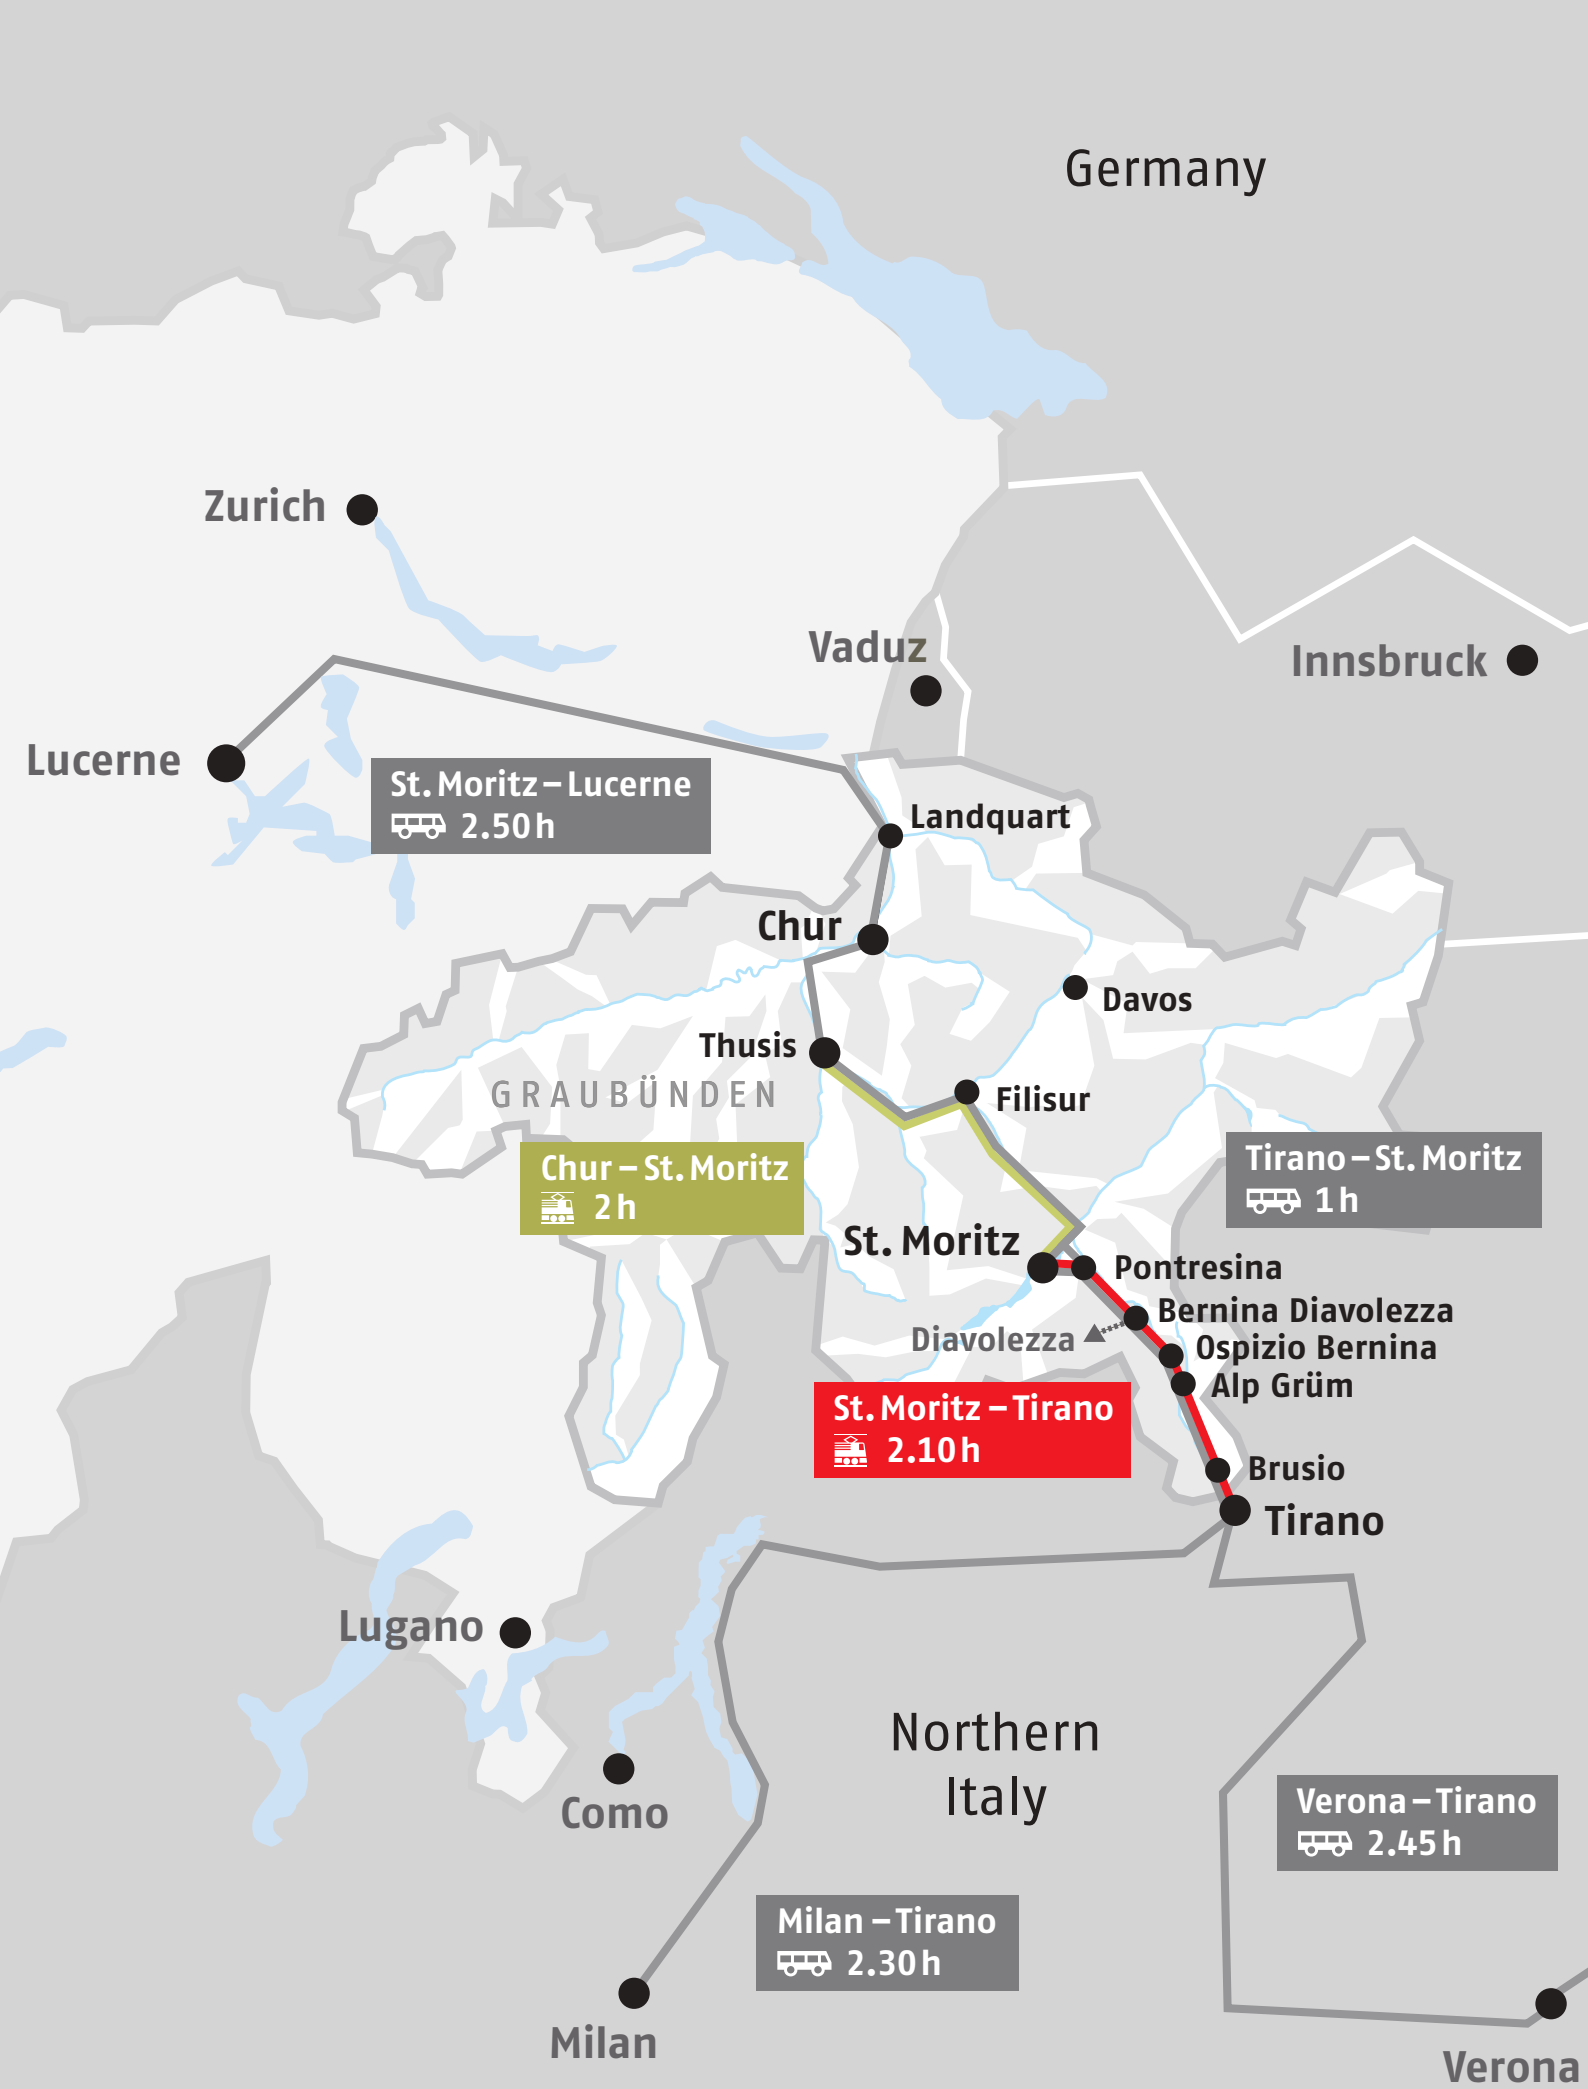 Germany
Zurich
Vaduz
Innsbruck
Lucerne
St. Moritz – Lucerne
2.50 h
Landquart
Chur
Davos
Thusis
GRAUBÜNDEN
Filisur
Chur – St. Moritz
2 h
Tirano – St. Moritz
1 h
St. Moritz
Pontresina
Bernina Diavolezza
Diavolezza
Ospizio Bernina
Alp Grüm
St. Moritz – Tirano
2.10 h
Brusio
Tirano
Lugano
Northern
Italy
Como
Verona – Tirano
2.45 h
Milan – Tirano
2.30 h
Milan
Verona